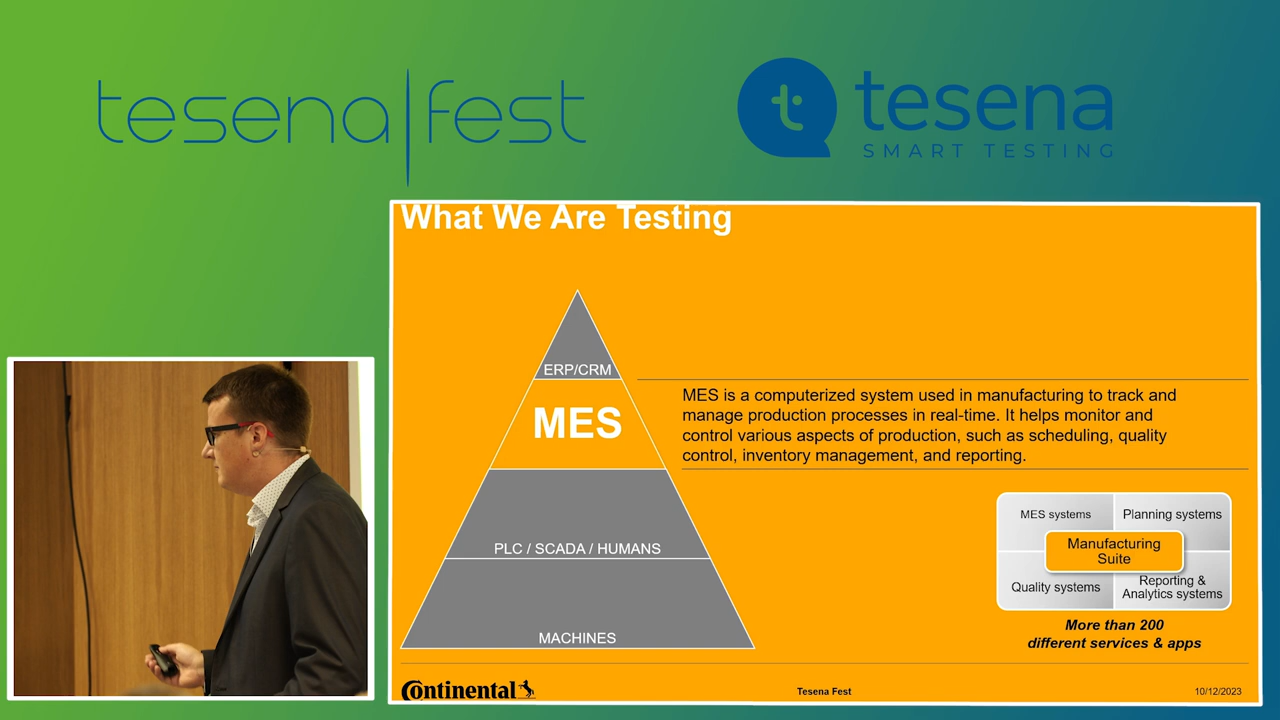 tesena|fest
t tesena
SMART TESTING
What We Are Testing
ERP/CRM
MES
MES is a computerized system used in manufacturing to track and
manage production processes in real-time. It helps monitor and
control various aspects of production, such as scheduling, quality
control, inventory management, and reporting.
PLC / SCADA / HUMANS
MACHINES
MES systems
Planning systems
Manufacturing
Suite
Quality systems
Reporting &
Analytics systems
More than 200
different services & apps
Continental
Tesena Fest
10/12/2023